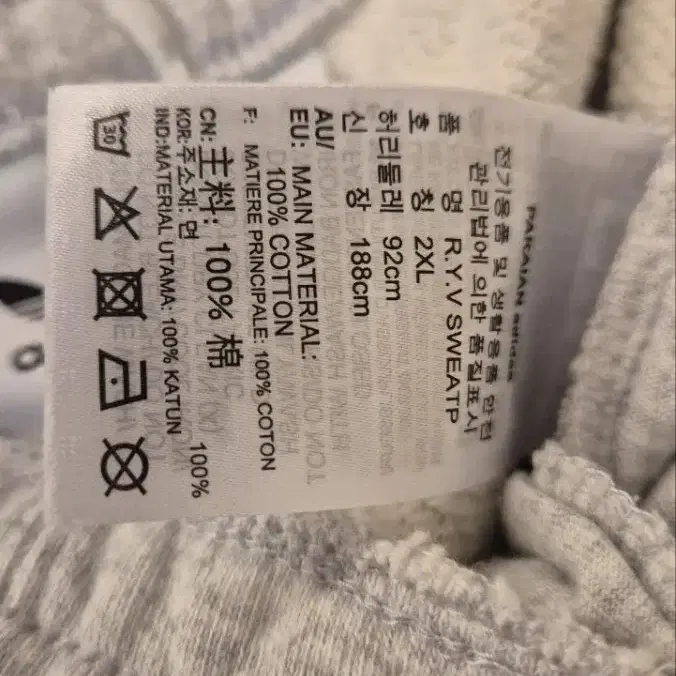 PAKAIAN adidas
전기용품 및 생활용품 안전
관리법에 의한 품질표시
품 명 R.Y.V SWEATP
호 칭 2XL
허리둘레 92cm
신 장 188cm
AU/
EU: MAIN MATERIAL:
100% COTTON
F: MATIERE PRINCIPALE: 100% COTON
CN: 主料: 100% 棉
KOR: 주소재: 면 100%
IND:MATERIAL UTAMA: 100% KATUN
30